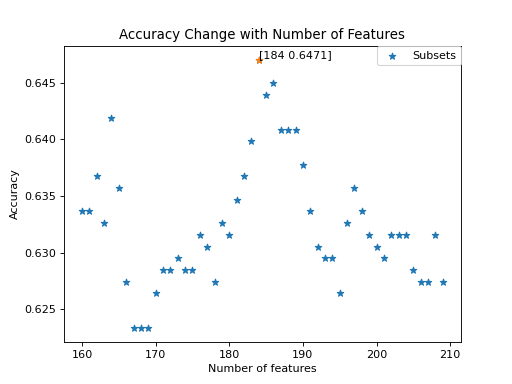 Accuracy Change with Number of Features
[184 0.6471]
Subsets
0.645
0.640
0.635
0.630
0.625
Accuracy
160 170 180 190 200 210
Number of features